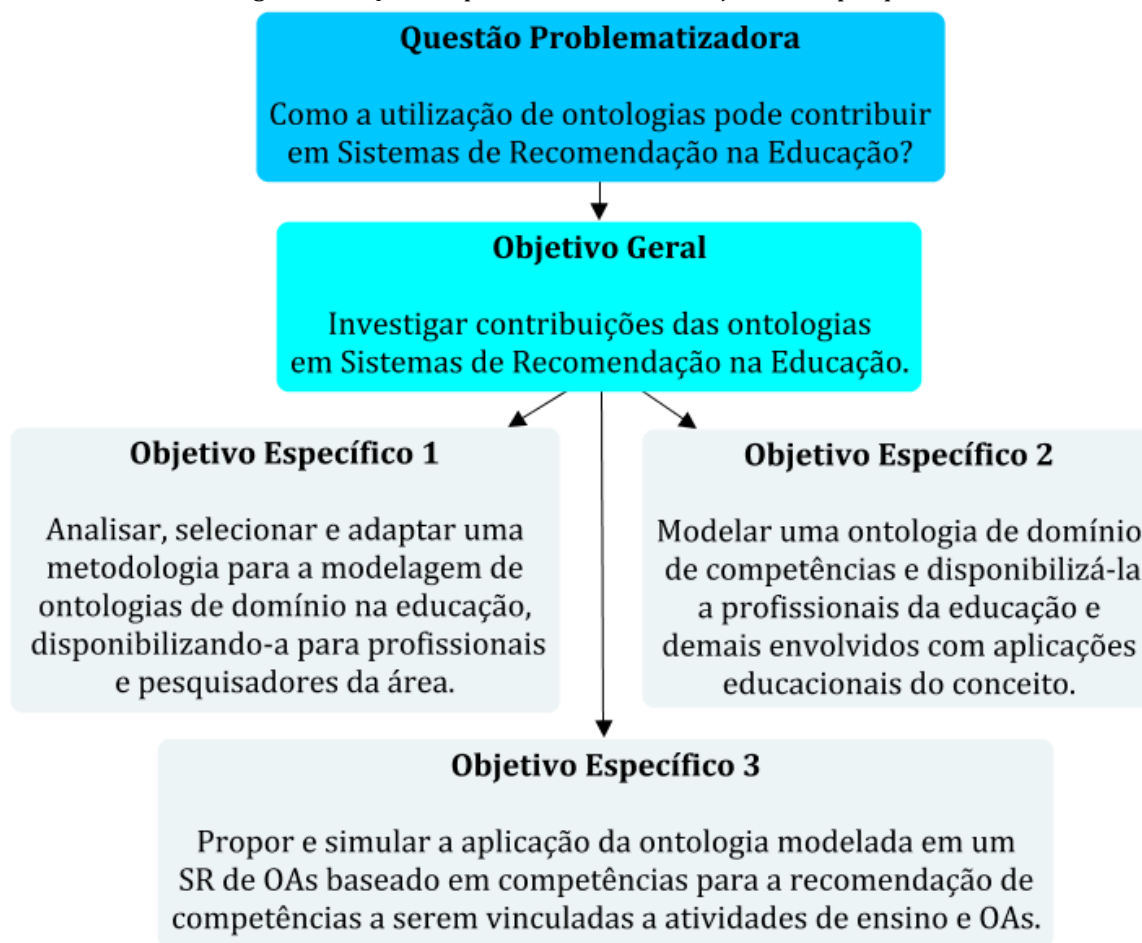 Questão Problematizadora
Como a utilização de ontologias pode contribuir
em Sistemas de Recomendação na Educação?
Objetivo Geral
Investigar contribuições das ontologias
em Sistemas de Recomendação na Educação.
Objetivo Específico 1
Analisar, selecionar e adaptar uma
metodologia para a modelagem de
ontologias de domínio na educação,
disponibilizando-a para profissionais
e pesquisadores da área.
Objetivo Específico 2
Modelar uma ontologia de domínio
de competências e disponibilizá-la
a profissionais da educação e
demais envolvidos com aplicações
educacionais do conceito.
Objetivo Específico 3
Propor e simular a aplicação da ontologia modelada em um
SR de OAs baseado em competências para a recomendação de
competências a serem vinculadas a atividades de ensino e OAs.